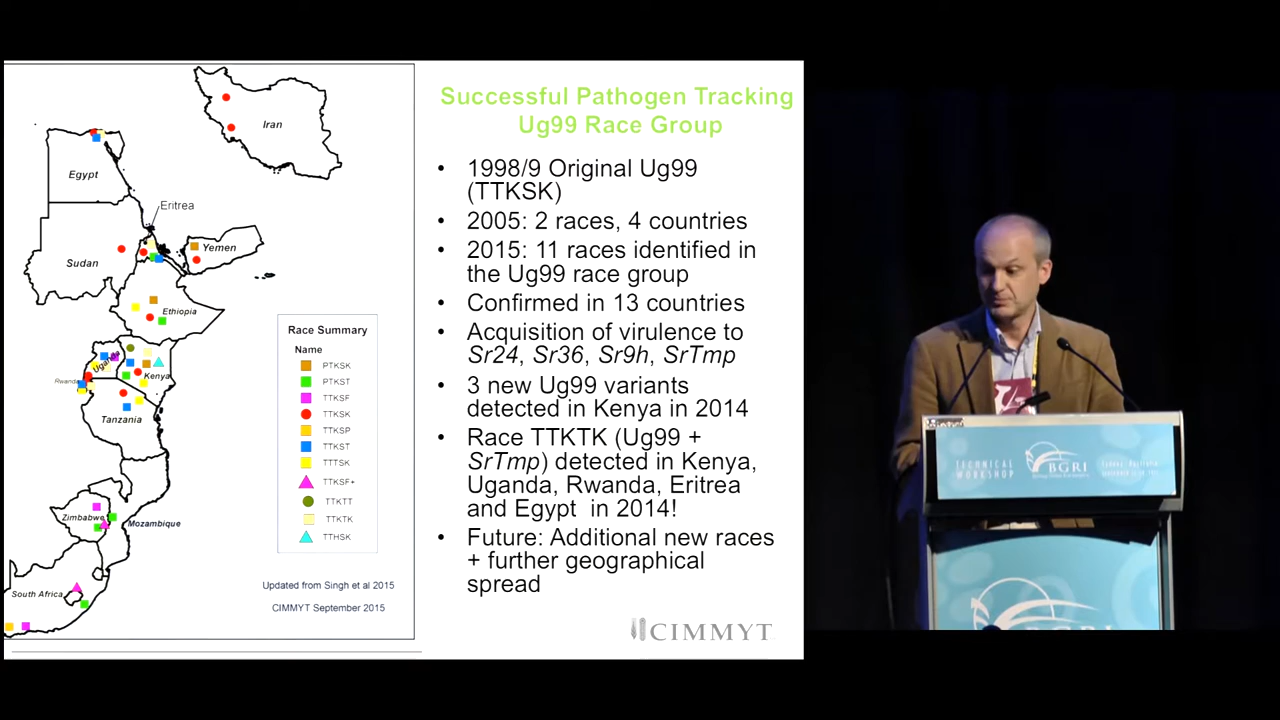 Successful Pathogen Tracking
Ug99 Race Group
• 1998/9 Original Ug99
(TTKSK)
• 2005: 2 races, 4 countries
• 2015: 11 races identified in
the Ug99 race group
• Confirmed in 13 countries
• Acquisition of virulence to
Sr24, Sr36, Sr9h, SrTmp
• 3 new Ug99 variants
detected in Kenya in 2014
• Race TTKTK (Ug99 +
SrTmp) detected in Kenya,
Uganda, Rwanda, Eritrea
and Egypt in 2014!
• Future: Additional new races
+ further geographical
spread
CIMMYT
Iran
Egypt
Eritrea
Yemen
Sudan
Ethiopia
Uganda
Kenya
Rwanda
Tanzania
Zimbabwe
Mozambique
South Africa
Race Summary
Name
PTKSK
PTKST
TTKSF
TTKSK
TTKSP
TTKST
TTTSK
TTKSF+
TTKTT
TTKTK
TTHSK
Updated from Singh et al 2015
CIMMYT September 2015
TECHNICAL
WORKSHOP
BGRI
BGRI